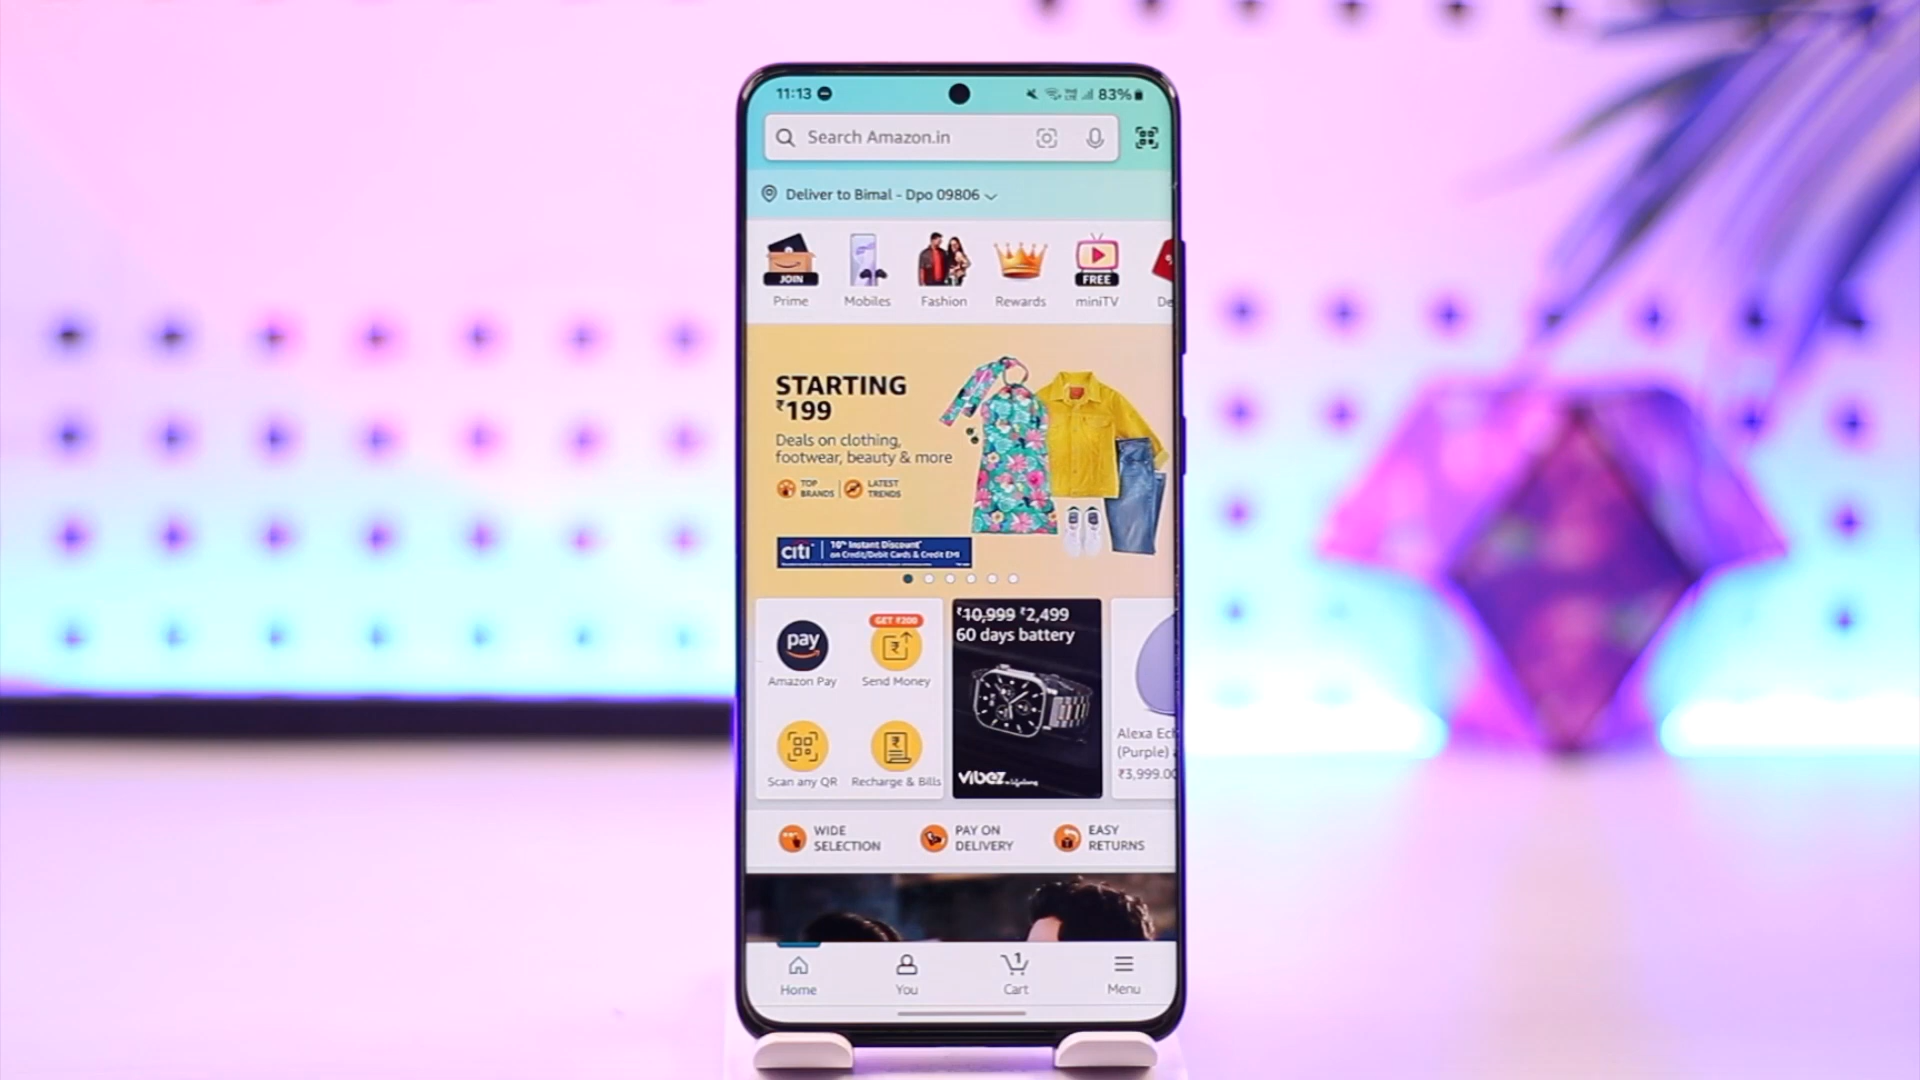 11:13
83%
Search Amazon.in
Deliver to Bimal - Dpo 09806
JOIN
FREE
Prime
Mobiles
Fashion
Rewards
miniTV
De
STARTING
₹199
Deals on clothing,
footwear, beauty & more
TOP
BRANDS
LATEST
TRENDS
citi
10% Instant Discount*
on Credit/Debit Cards & Credit EMI
pay
Amazon Pay
GET ₹200
Send Money
Scan any QR
Recharge & Bills
₹10,999 ₹2,499
60 days battery
Vibez
Alexa Ech
(Purple)
₹3,999.00
WIDE
SELECTION
PAY ON
DELIVERY
EASY
RETURNS
Home
You
1
Cart
Menu